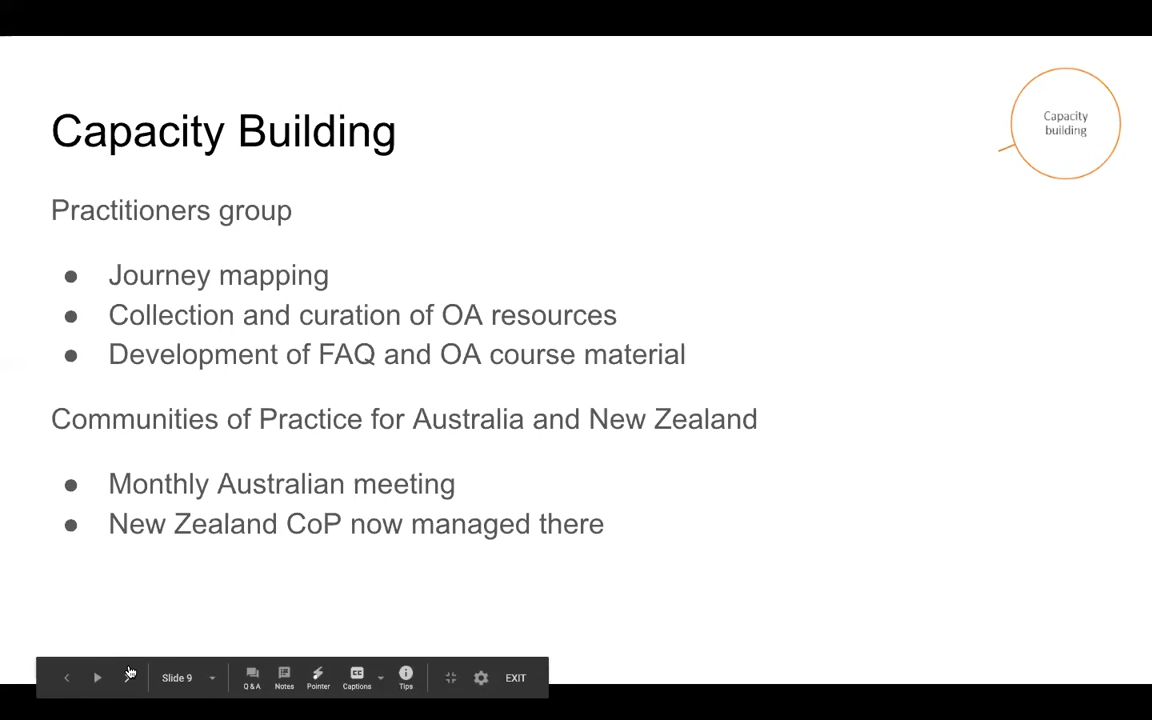 Capacity Building
Capacity
building
Practitioners group
● Journey mapping
● Collection and curation of OA resources
● Development of FAQ and OA course material
Communities of Practice for Australia and New Zealand
● Monthly Australian meeting
● New Zealand CoP now managed there
Slide 9
Q & A
Notes
Pointer
Captions
Tips
EXIT